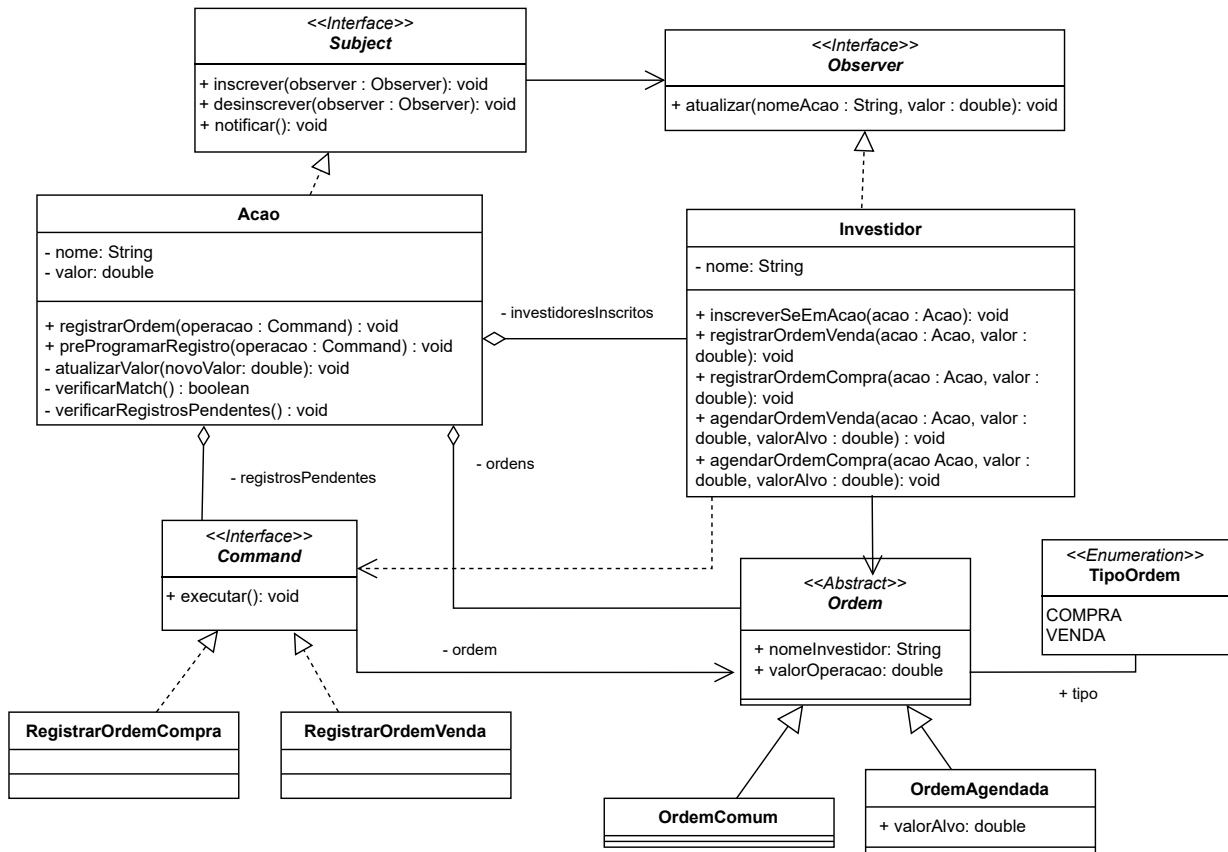 <<Interface>>
Subject
+ inscrever(observer : Observer): void
+ desinscrever(observer : Observer): void
+ notificar(): void
<<Interface>>
Observer
+ atualizar(nomeAcao : String, valor : double): void
Acao
- nome: String
- valor: double
+ registrarOrdem(operacao : Command) : void
+ preProgramarRegistro(operacao : Command) : void
- atualizarValor(novoValor: double): void
- verificarMatch() : boolean
- verificarRegistrosPendentes() : void
- investidoresInscritos
Investidor
- nome: String
+ inscreverSeEmAcao(acao : Acao): void
+ registrarOrdemVenda(acao : Acao, valor :
double): void
+ registrarOrdemCompra(acao : Acao, valor :
double): void
+ agendarOrdemVenda(acao : Acao, valor :
double, valorAlvo : double) : void
+ agendarOrdemCompra(acao Acao, valor :
double, valorAlvo : double): void
- registrosPendentes
- ordens
<<Interface>>
Command
+ executar(): void
- ordem
<<Abstract>>
Ordem
+ nomeInvestidor: String
+ valorOperacao: double
<<Enumeration>>
TipoOrdem
COMPRA
VENDA
+ tipo
RegistrarOrdemCompra
RegistrarOrdemVenda
OrdemComum
OrdemAgendada
+ valorAlvo: double